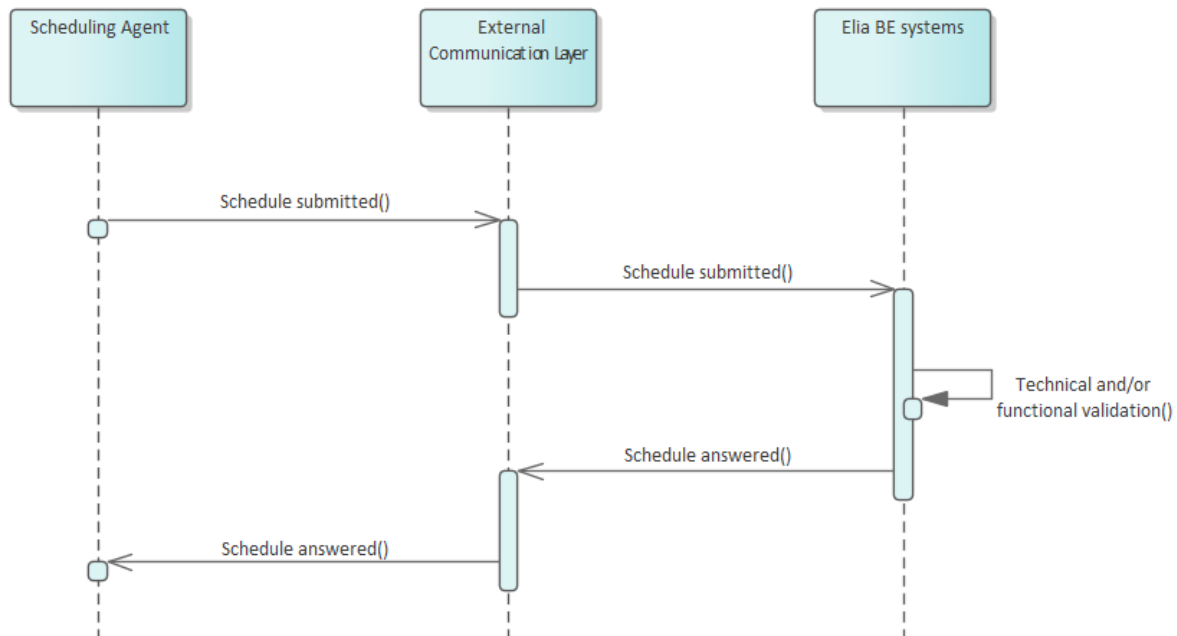 Scheduling Agent
External
Communication Layer
Elia BE systems
Schedule submitted()
Schedule submitted()
Technical and/or
functional validation()
Schedule answered()
Schedule answered()